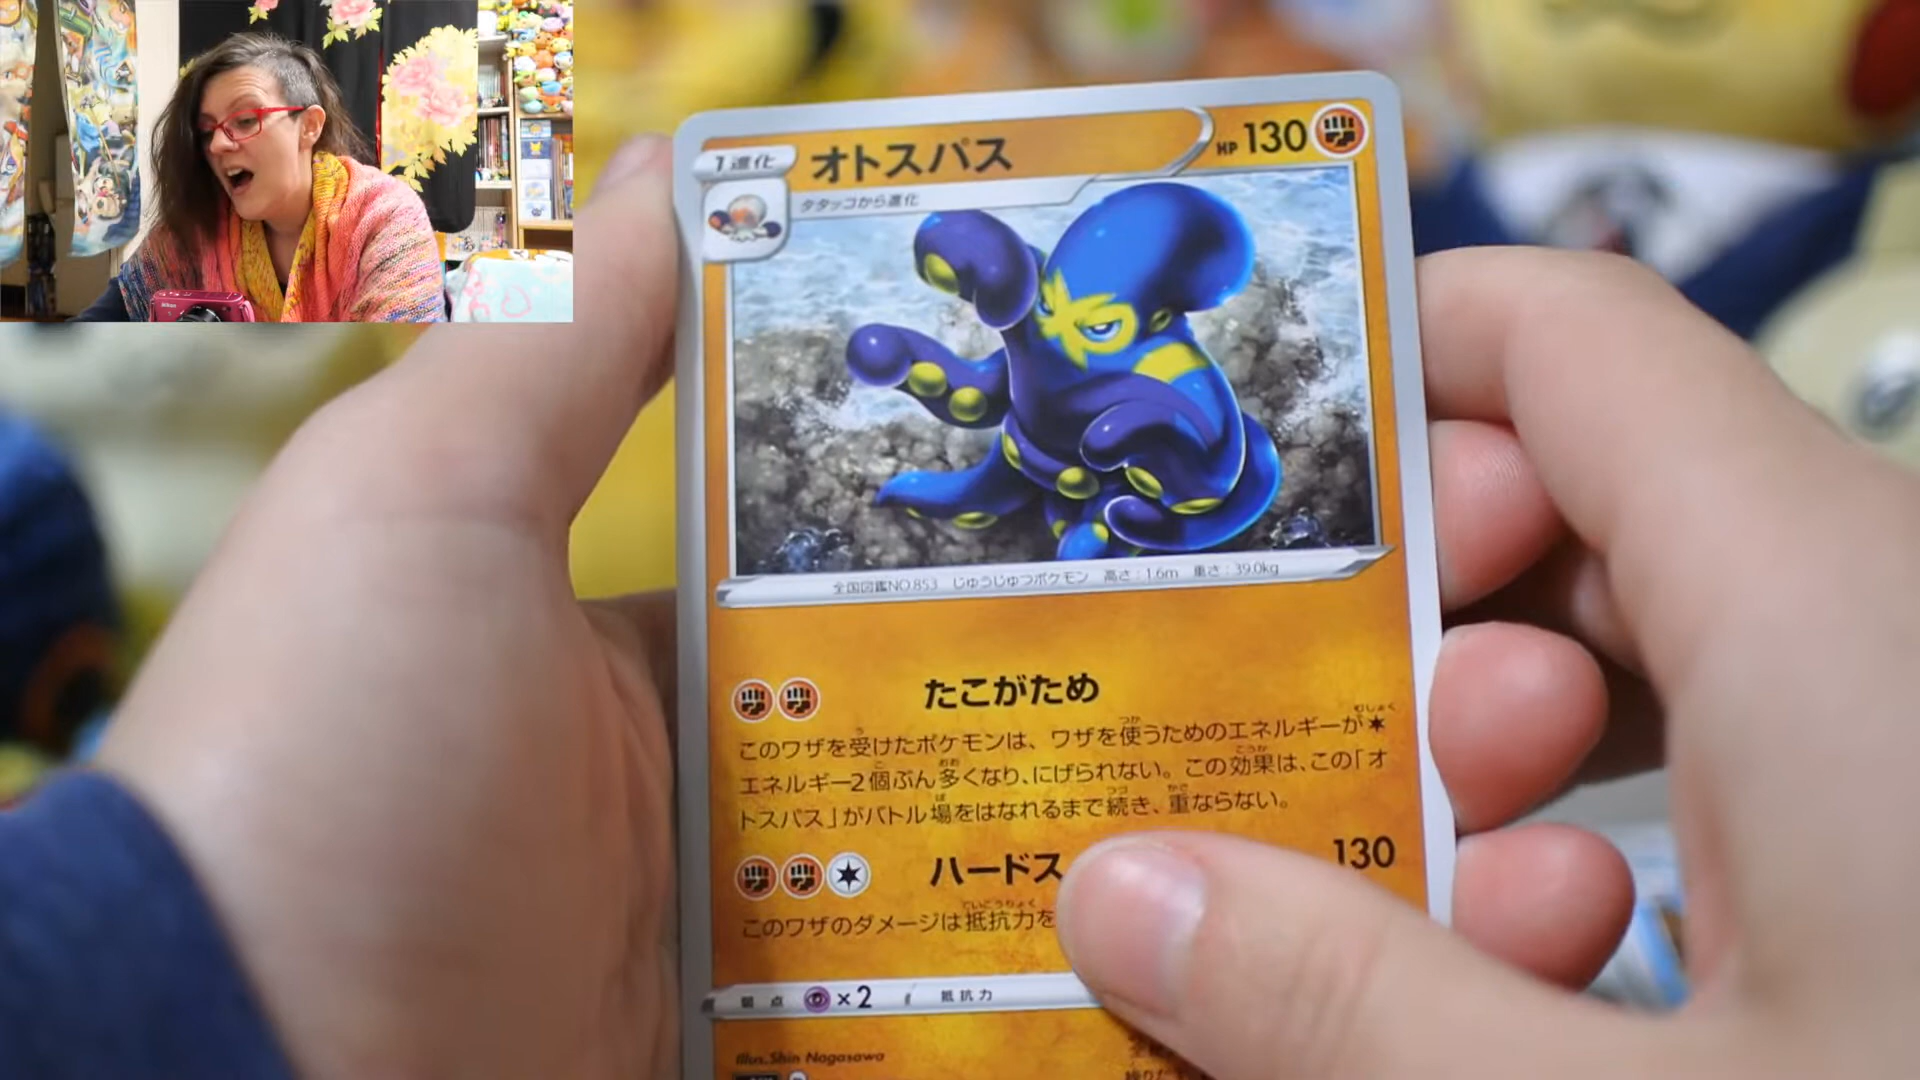 1進化
オトスパス
HP 130
タタッコから進化
全国図鑑NO.853 じゅうじゅつポケモン 高さ:1.6m 重さ:39.0kg
たこがため
このワザを受けたポケモンは、ワザを使うためのエネルギーが
エネルギー2個ぶん多くなり、にげられない。この効果は、この「オ
トスパス」がバトル場をはなれるまで続き、重ならない。
ハードス
130
このワザのダメージは抵抗力を
弱点 ×2 抵抗力
Illus. Shin Nagasawa